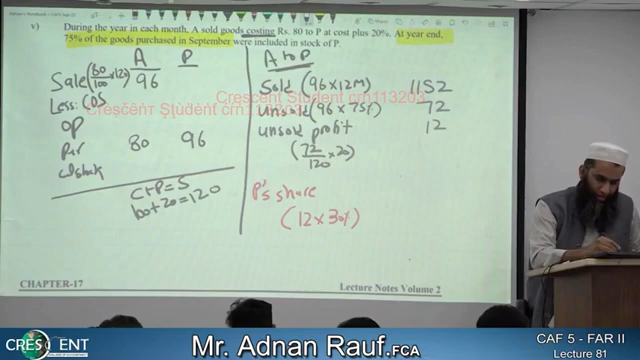 v) During the year in each month, A sold goods costing Rs. 80 to P at cost plus 20%. At year end,
75% of the goods purchased in September were included in stock of P.
A P
Sale (80/100 x 120) 96
Less: COS
op
Pur 80 96
cl stock
C+P=S
100+20=120
A to P
Sold (96 x 12M) 1152
Unsold (96 x 75%) 72
unsold profit 12
(72/120 x 20)
P's share
(12 x 30%)
Crescent Student crn113203
CHAPTER-17
Lecture Notes Volume 2
CRESCENT
Mr. Adnan Rauf.FCA
CAF 5 - FAR II
Lecture 81